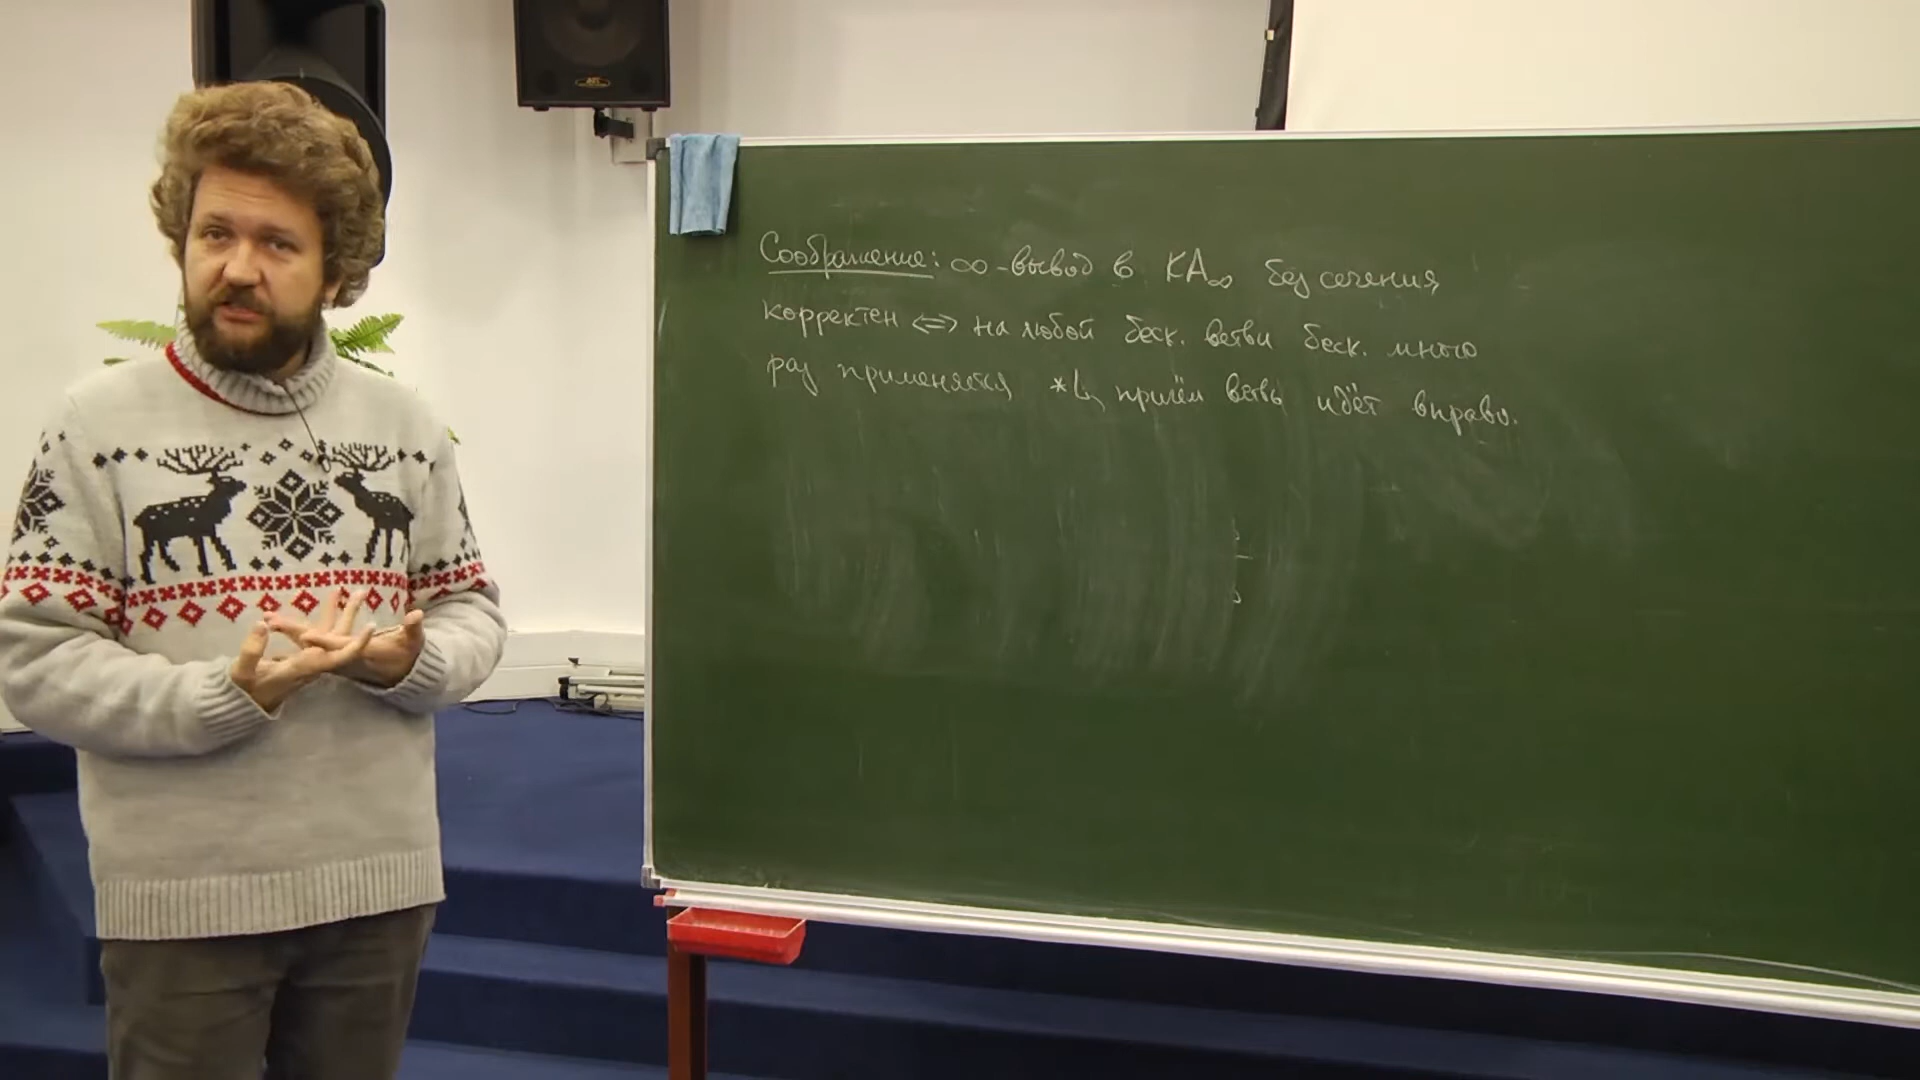 Соображение: ∞-вывод в KA∞ без сечения
корректен ⇔ на любой беск. ветви беск. много
раз применяется *L, причём ветвь идёт вправо.